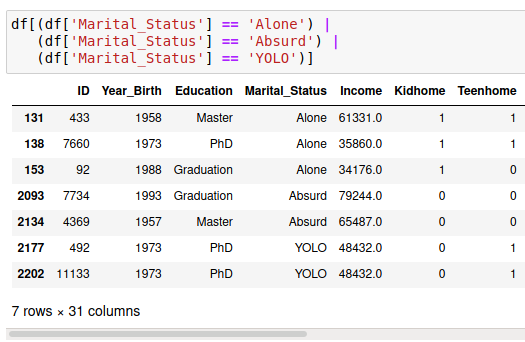 df[(df['Marital_Status'] == 'Alone') |
(df['Marital_Status'] == 'Absurd') |
(df['Marital_Status'] == 'YOLO')]
ID Year_Birth Education Marital_Status Income Kidhome Teenhome
131 433 1958 Master Alone 61331.0 1 1
138 7660 1973 PhD Alone 35860.0 1 1
153 92 1988 Graduation Alone 34176.0 1 0
2093 7734 1993 Graduation Absurd 79244.0 0 0
2134 4369 1957 Master Absurd 65487.0 0 0
2177 492 1973 PhD YOLO 48432.0 0 1
2202 11133 1973 PhD YOLO 48432.0 0 1
7 rows × 31 columns